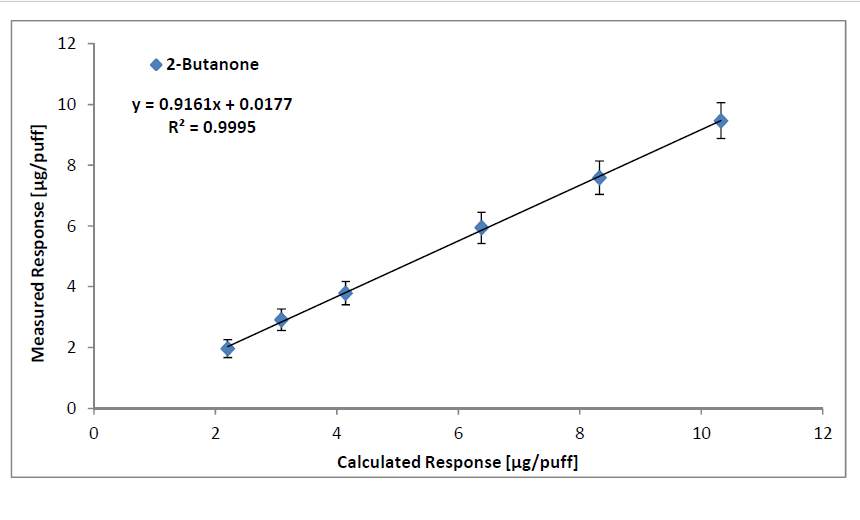 12
2-Butanone
10
y = 0.9161x + 0.0177
R² = 0.9995
8
6
4
2
0
Measured Response [µg/puff]
0 2 4 6 8 10 12
Calculated Response [µg/puff]